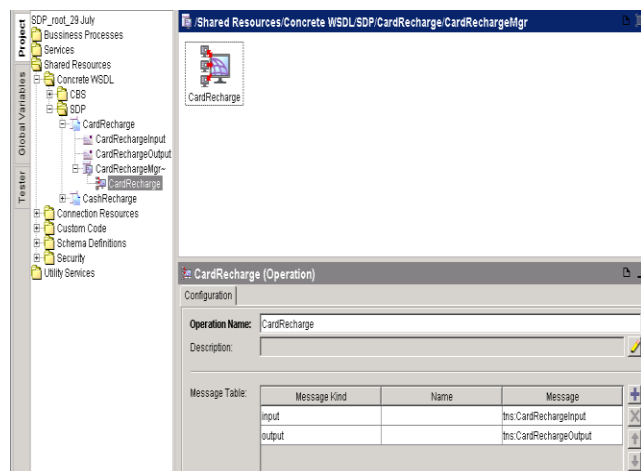 Project
Global Variables
Tester
SDP_root_29 July
Bussiness Processes
Services
Shared Resources
Concrete WSDL
CBS
SDP
CardRecharge
CardRechargeInput
CardRechargeOutput
CardRechargeMgr~
CardRecharge
CashRecharge
Connection Resources
Custom Code
Schema Definitions
Security
Utility Services
/Shared Resources/Concrete WSDL/SDP/CardRecharge/CardRechargeMgr
CardRecharge
CardRecharge (Operation)
Configuration
Operation Name: CardRecharge
Description:
Message Table:
Message Kind Name Message
input tns:CardRechargeInput
output tns:CardRechargeOutput